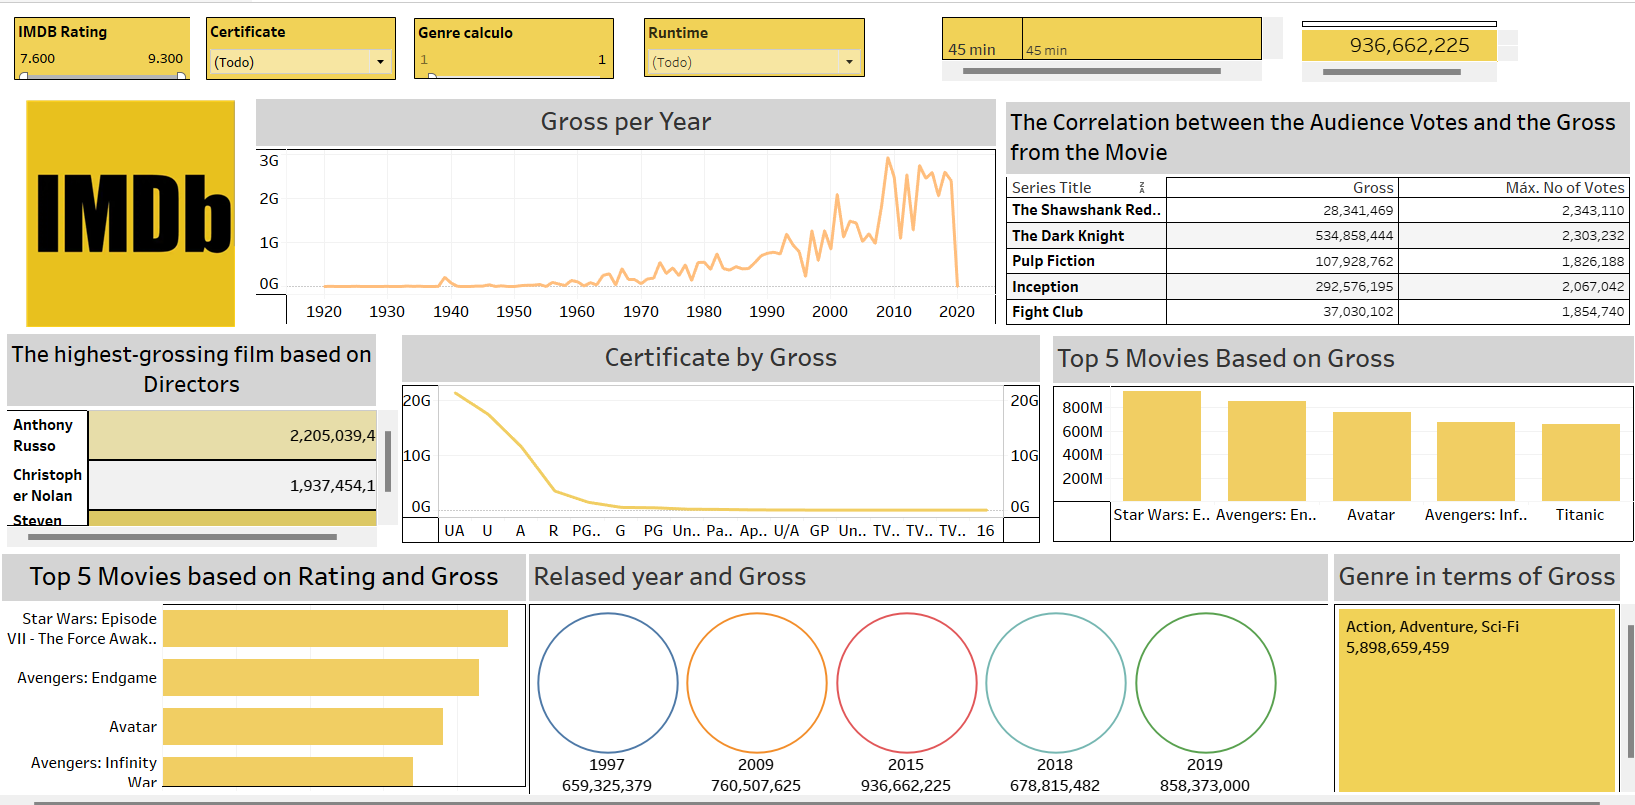 IMDB Rating
7.600 9.300
Certificate
(Todo)
Genre calculo
1 1
Runtime
(Todo)
45 min 45 min
936,662,225
IMDb
Gross per Year
3G
2G
1G
0G
1920 1930 1940 1950 1960 1970 1980 1990 2000 2010 2020
The Correlation between the Audience Votes and the Gross
from the Movie
Series Title Gross Máx. No of Votes
The Shawshank Red.. 28,341,469 2,343,110
The Dark Knight 534,858,444 2,303,232
Pulp Fiction 107,928,762 1,826,188
Inception 292,576,195 2,067,042
Fight Club 37,030,102 1,854,740
The highest-grossing film based on
Directors
Anthony
Russo 2,205,039,4
Christoph
er Nolan 1,937,454,1
Steven
Certificate by Gross
20G 20G
10G 10G
0G 0G
UA U A R PG.. G PG Un.. Pa.. Ap.. U/A GP Un.. TV.. TV.. TV.. 16
Top 5 Movies Based on Gross
800M
600M
400M
200M
Star Wars: E.. Avengers: En.. Avatar Avengers: Inf.. Titanic
Top 5 Movies based on Rating and Gross
Star Wars: Episode
VII - The Force Awak..
Avengers: Endgame
Avatar
Avengers: Infinity
War
Relased year and Gross
1997 2009 2015 2018 2019
659,325,379 760,507,625 936,662,225 678,815,482 858,373,000
Genre in terms of Gross
Action, Adventure, Sci-Fi
5,898,659,459